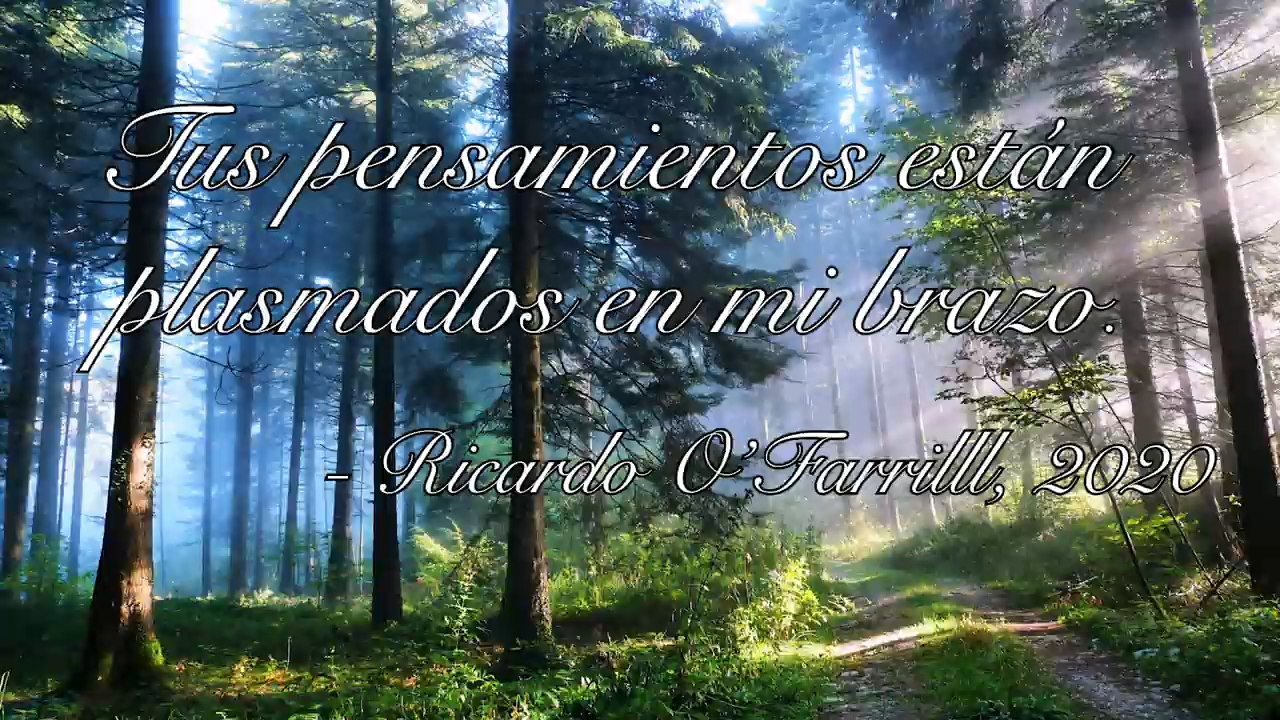 Tus pensamientos están
plasmados en mi brazo.
- Ricardo O'Farrilll, 2020